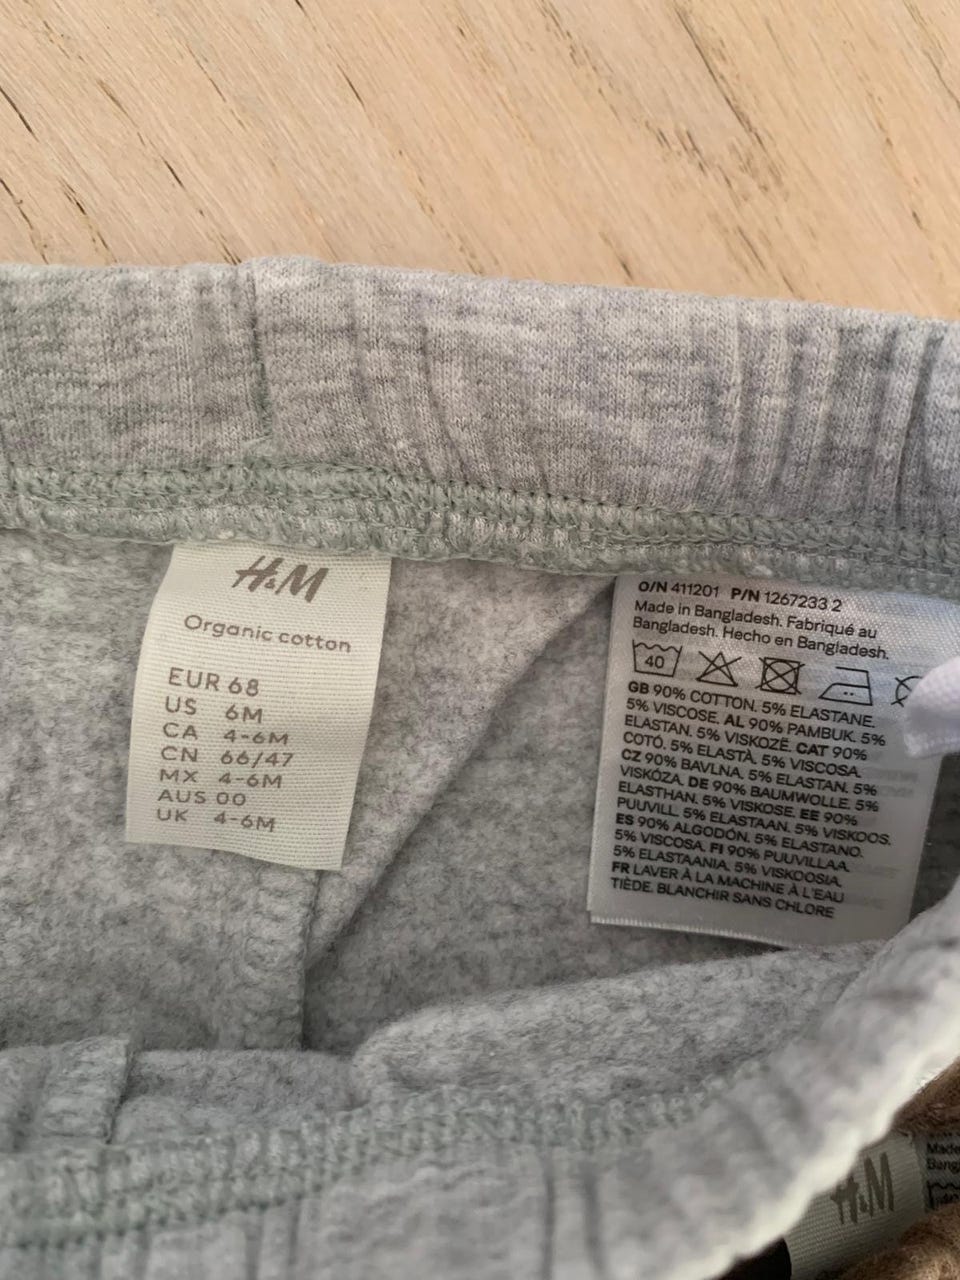 H&M
Organic cotton
EUR 68
US 6M
CA 4-6M
CN 66/47
MX 4-6M
AUS 00
UK 4-6M
O/N 411201 P/N 1267233 2
Made in Bangladesh. Fabriqué au
Bangladesh. Hecho en Bangladesh.
40
GB 90% COTTON. 5% ELASTANE.
5% VISCOSE. AL 90% PAMBUK. 5%
ELASTAN. 5% VISKOZË. CAT 90%
COTÓ. 5% ELASTÀ. 5% VISCOSA.
CZ 90% BAVLNA. 5% ELASTAN. 5%
VISKÓZA. DE 90% BAUMWOLLE. 5%
ELASTHAN. 5% VISKOSE. EE 90%
PUUVILL. 5% ELASTAAN. 5% VISKOOS.
ES 90% ALGODÓN. 5% ELASTANO.
5% VISCOSA. FI 90% PUUVILLAA.
5% ELASTAANIA. 5% VISKOOSIA.
FR LAVER À LA MACHINE À L'EAU
TIÈDE. BLANCHIR SANS CHLORE
H&M
Made